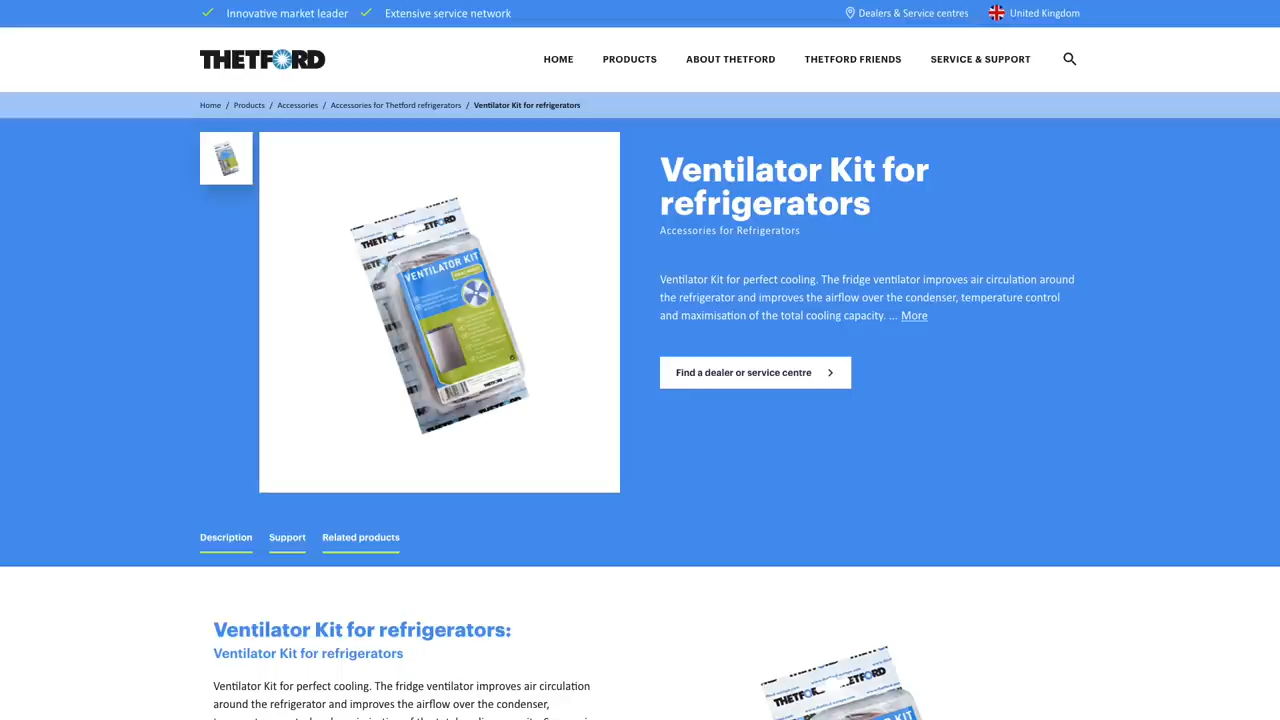 Innovative market leader
Extensive service network
Dealers & Service centres
United Kingdom
THETFORD
HOME
PRODUCTS
ABOUT THETFORD
THETFORD FRIENDS
SERVICE & SUPPORT
Home / Products / Accessories / Accessories for Thetford refrigerators / Ventilator Kit for refrigerators
THETFORD
THETFORD
VENTILATOR KIT
THETFORD
THETFORD
Ventilator Kit for
refrigerators
Accessories for Refrigerators
Ventilator Kit for perfect cooling. The fridge ventilator improves air circulation around
the refrigerator and improves the airflow over the condenser, temperature control
and maximisation of the total cooling capacity. ... More
Find a dealer or service centre
Description
Support
Related products
Ventilator Kit for refrigerators:
Ventilator Kit for refrigerators
Ventilator Kit for perfect cooling. The fridge ventilator improves air circulation
around the refrigerator and improves the airflow over the condenser,
THETFORD
VENTILATOR KIT